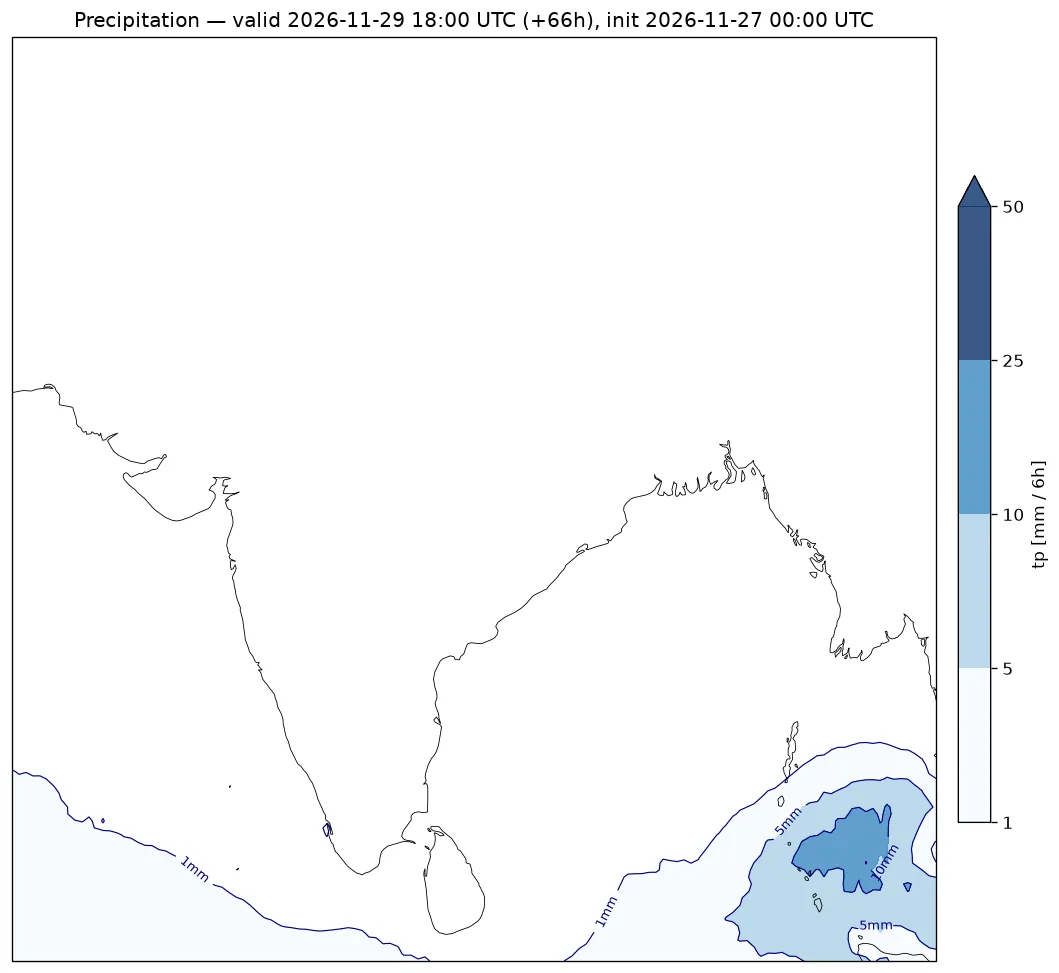 Precipitation — valid 2026-11-29 18:00 UTC (+66h), init 2026-11-27 00:00 UTC
50
25
10
5
1
tp [mm / 6h]
5mm
10mm
1mm
1mm
5mm